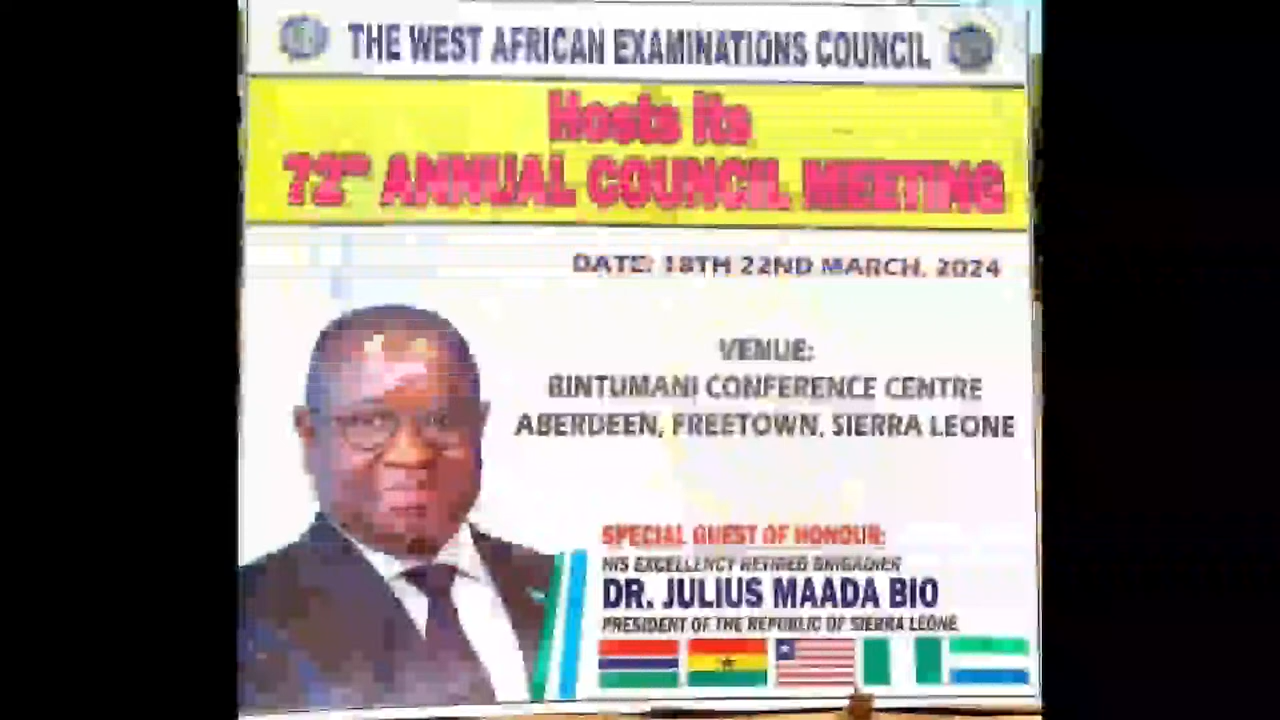 THE WEST AFRICAN EXAMINATIONS COUNCIL
Hosts its
72ND ANNUAL COUNCIL MEETING
DATE: 18TH 22ND MARCH, 2024
VENUE:
BINTUMANI CONFERENCE CENTRE
ABERDEEN, FREETOWN, SIERRA LEONE
SPECIAL GUEST OF HONOUR:
HIS EXCELLENCY RETIRED BRIGADIER
DR. JULIUS MAADA BIO
PRESIDENT OF THE REPUBLIC OF SIERRA LEONE